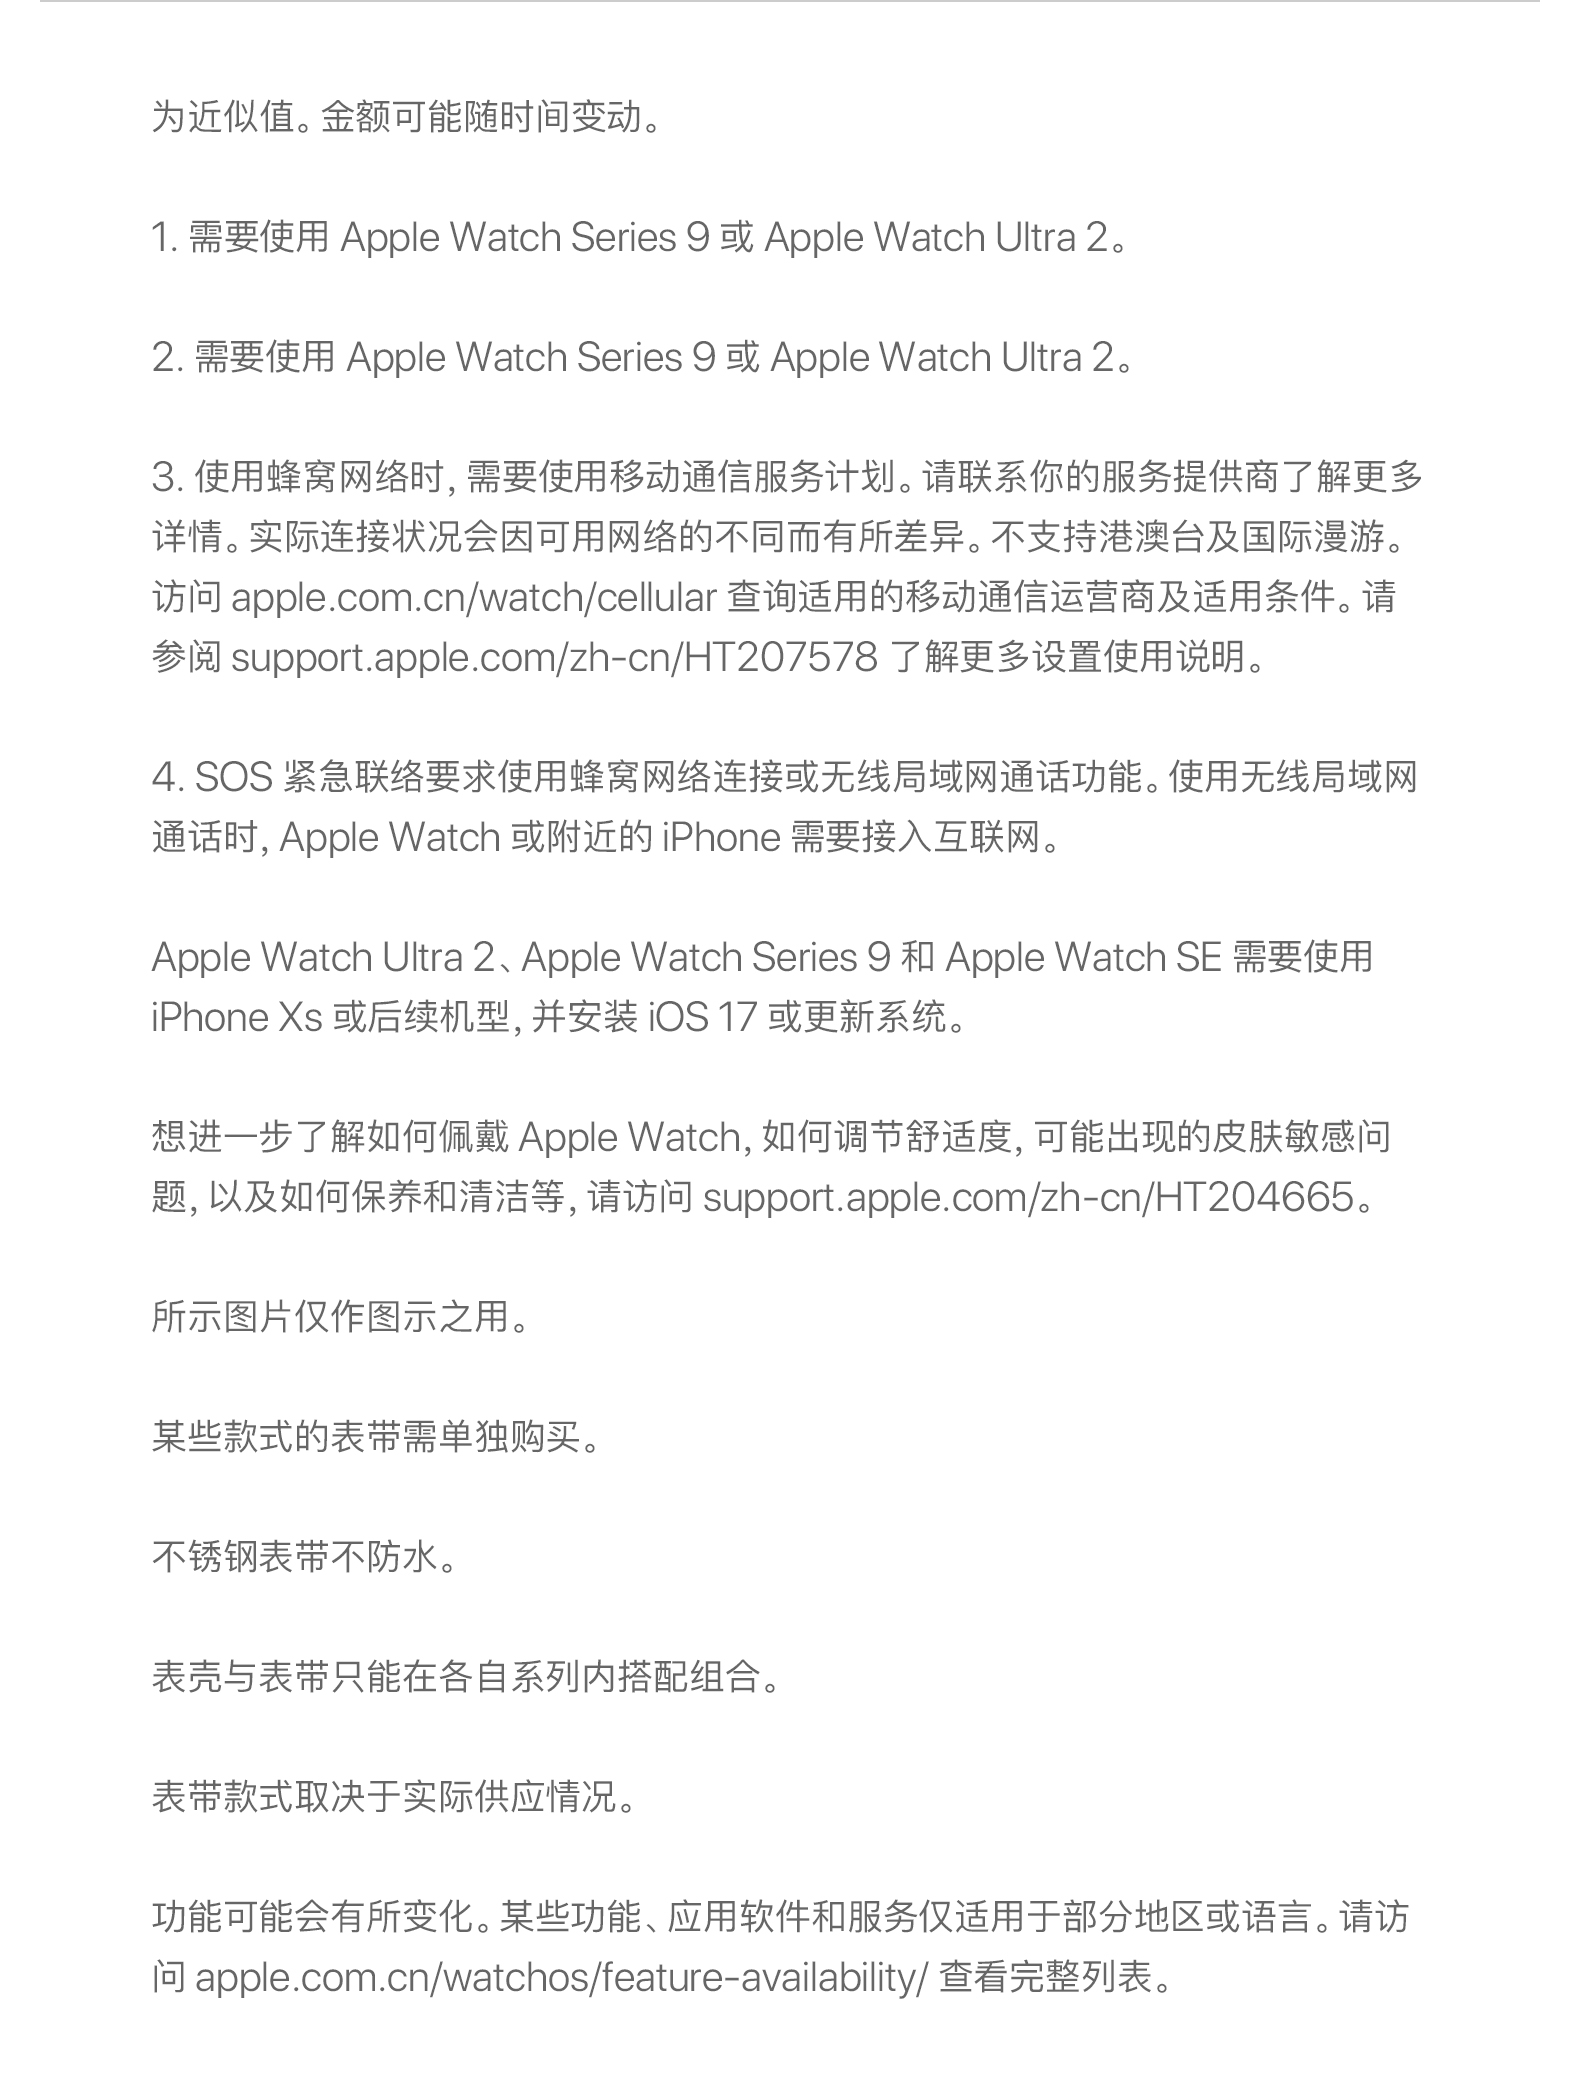 为近似值。金额可能随时间变动。
1. 需要使用 Apple Watch Series 9 或 Apple Watch Ultra 2。
2. 需要使用 Apple Watch Series 9 或 Apple Watch Ultra 2。
3. 使用蜂窝网络时，需要使用移动通信服务计划。请联系你的服务提供商了解更多
详情。实际连接状况会因可用网络的不同而有所差异。不支持港澳台及国际漫游。
访问 apple.com.cn/watch/cellular 查询适用的移动通信运营商及适用条件。请
参阅 support.apple.com/zh-cn/HT207578 了解更多设置使用说明。
4. SOS 紧急联络要求使用蜂窝网络连接或无线局域网通话功能。使用无线局域网
通话时，Apple Watch 或附近的 iPhone 需要接入互联网。
Apple Watch Ultra 2、Apple Watch Series 9 和 Apple Watch SE 需要使用
iPhone Xs 或后续机型，并安装 iOS 17 或更新系统。
想进一步了解如何佩戴 Apple Watch，如何调节舒适度，可能出现的皮肤敏感问
题，以及如何保养和清洁等，请访问 support.apple.com/zh-cn/HT204665。
所示图片仅作图示之用。
某些款式的表带需单独购买。
不锈钢表带不防水。
表壳与表带只能在各自系列内搭配组合。
表带款式取决于实际供应情况。
功能可能会有所变化。某些功能、应用软件和服务仅适用于部分地区或语言。请访
问 apple.com.cn/watchos/feature-availability/ 查看完整列表。